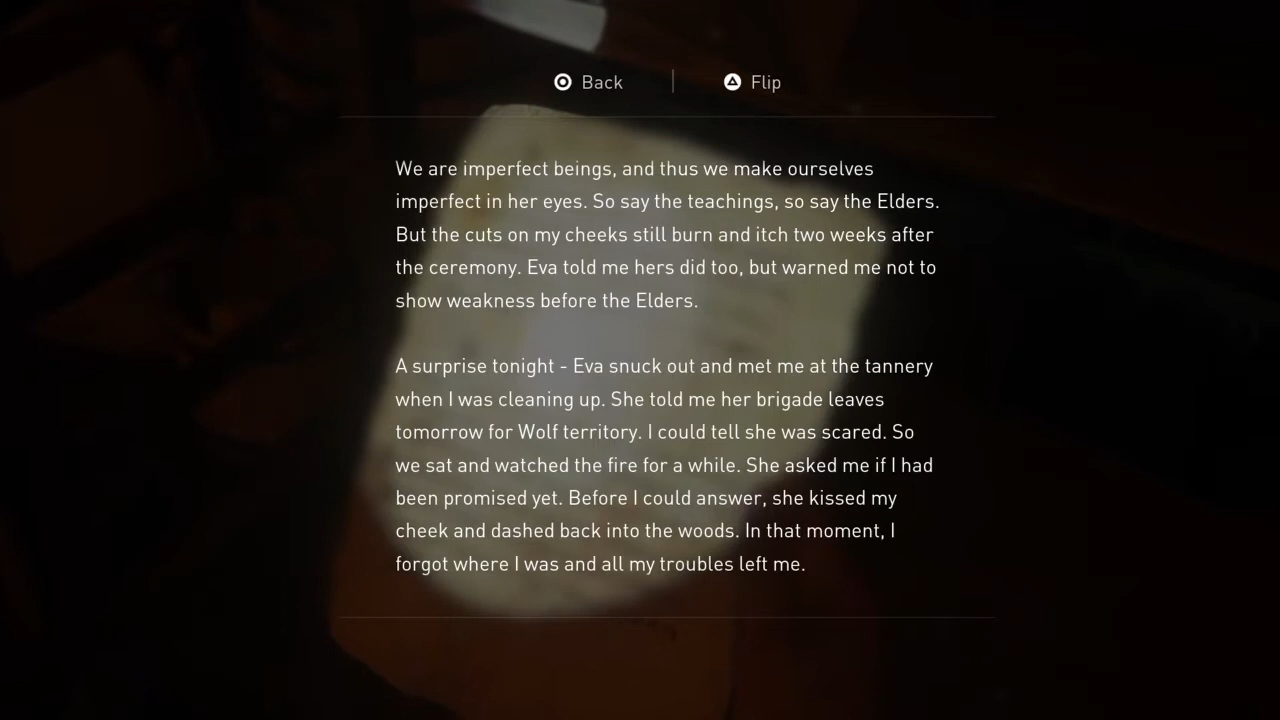 Back | Flip
We are imperfect beings, and thus we make ourselves
imperfect in her eyes. So say the teachings, so say the Elders.
But the cuts on my cheeks still burn and itch two weeks after
the ceremony. Eva told me hers did too, but warned me not to
show weakness before the Elders.
A surprise tonight - Eva snuck out and met me at the tannery
when I was cleaning up. She told me her brigade leaves
tomorrow for Wolf territory. I could tell she was scared. So
we sat and watched the fire for a while. She asked me if I had
been promised yet. Before I could answer, she kissed my
cheek and dashed back into the woods. In that moment, I
forgot where I was and all my troubles left me.